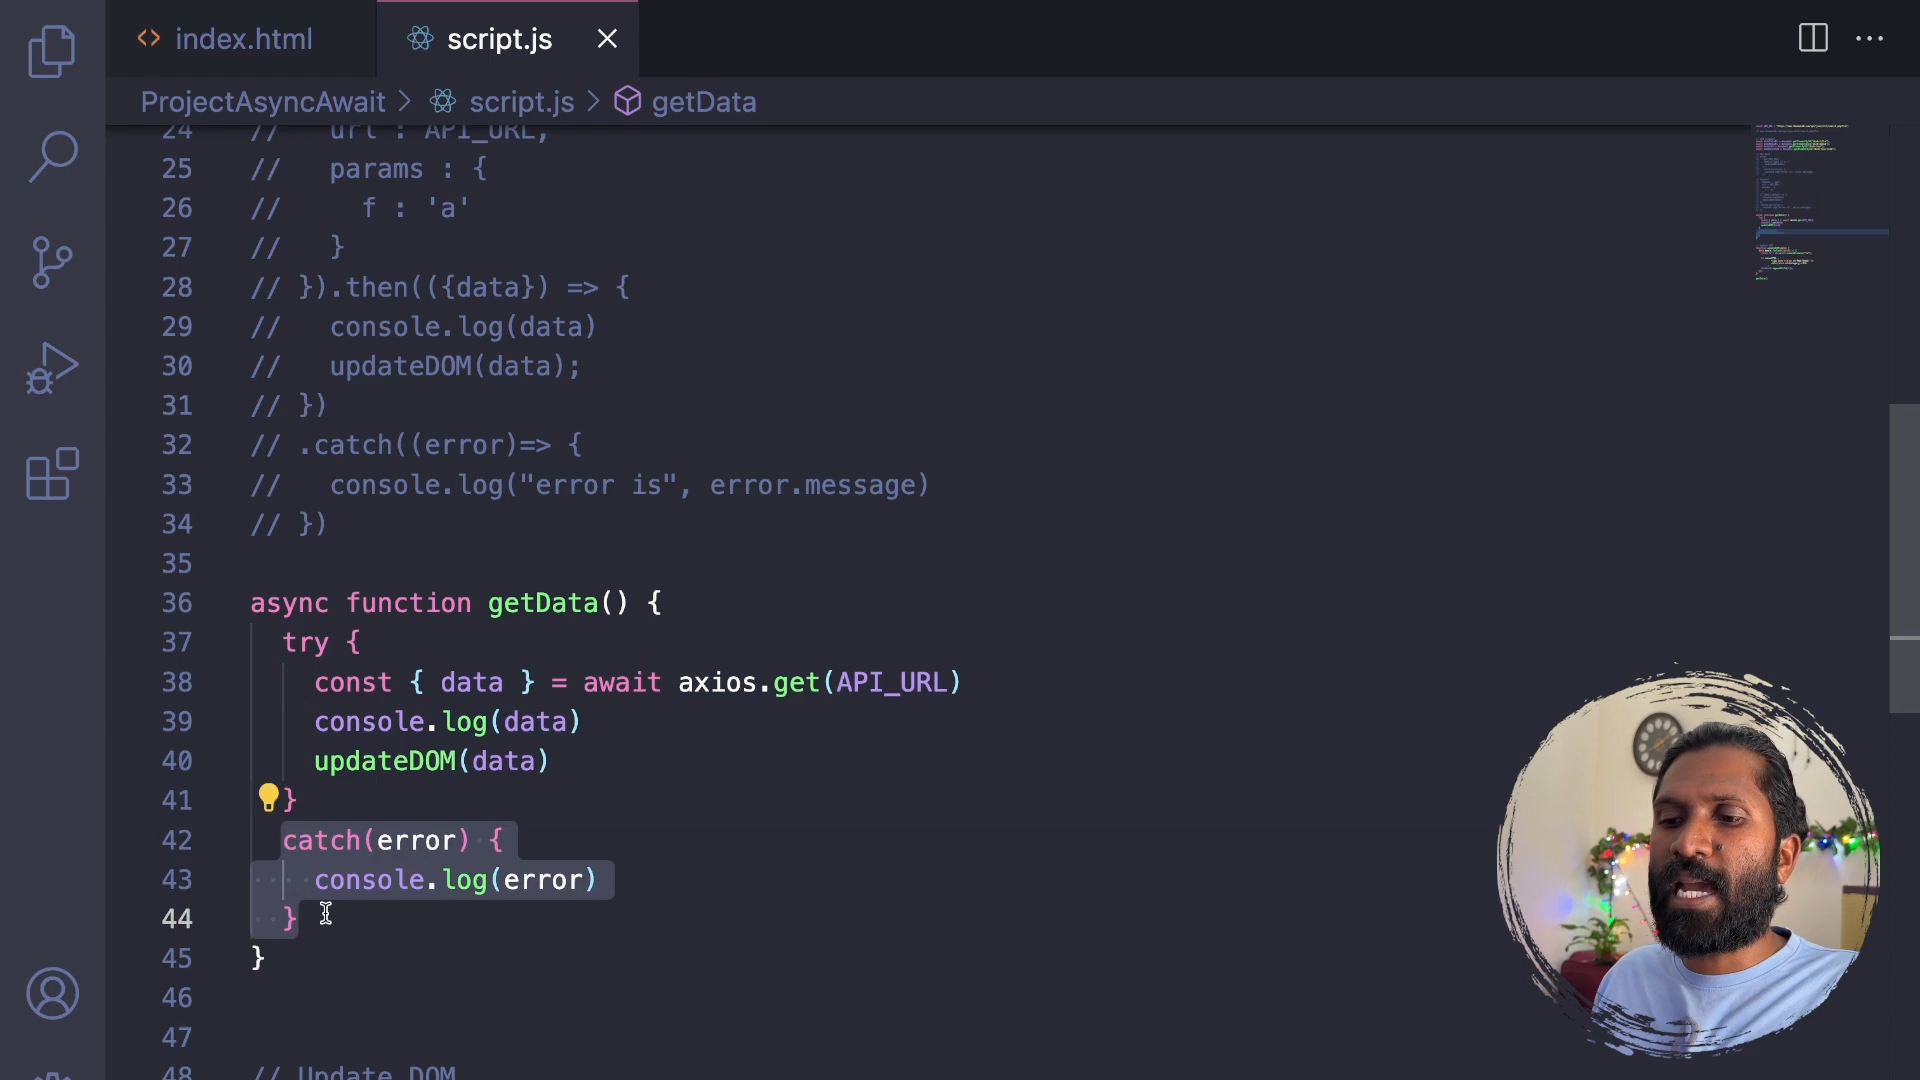 index.html
script.js
ProjectAsyncAwait > script.js > getData
24 // url : API_URL,
25 // params : {
26 // f : 'a'
27 // }
28 // }).then(({data}) => {
29 // console.log(data)
30 // updateDOM(data);
31 // })
32 // .catch((error)=> {
33 // console.log("error is", error.message)
34 // })
35
36 async function getData() {
37 try {
38 const { data } = await axios.get(API_URL)
39 console.log(data)
40 updateDOM(data)
41 }
42 catch(error) {
43 console.log(error)
44 }
45 }
46
47
48 // Update DOM